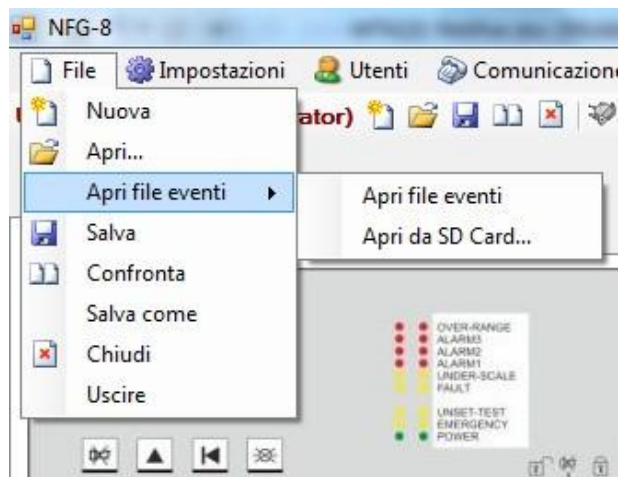 NFG-8
File Impostazioni Utenti Comunicazione
ator)
Nuova
Apri...
Apri file eventi
Salva
Confronta
Salva come
Chiudi
Uscire
Apri file eventi
Apri da SD Card...
OVER-RANGE
ALARM3
ALARM2
ALARM1
UNDER-SCALE
FAULT
UNSET-TEST
EMERGENCY
POWER